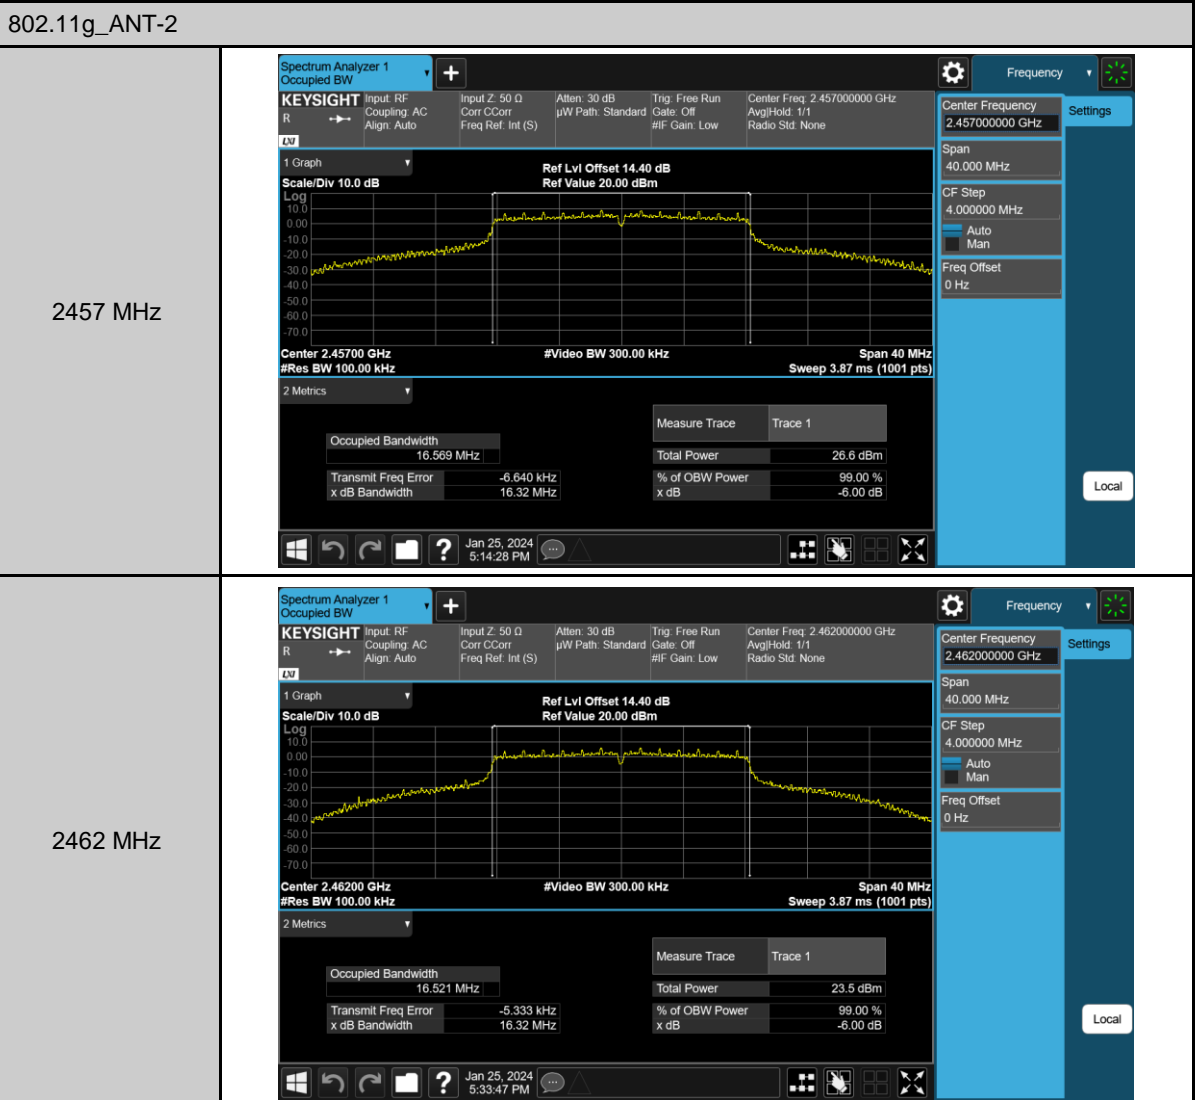 802.11g_ANT-2
2457 MHz
Spectrum Analyzer 1
Occupied BW
+
Frequency
KEYSIGHT
R
LXI
Input: RF
Coupling: AC
Align: Auto
Input Z: 50 Ω
Corr CCorr
Freq Ref: Int (S)
Atten: 30 dB
µW Path: Standard
Trig: Free Run
Gate: Off
#IF Gain: Low
Center Freq: 2.457000000 GHz
Avg|Hold: 1/1
Radio Std: None
Center Frequency
2.457000000 GHz
Settings
Span
40.000 MHz
CF Step
4.000000 MHz
Auto
Man
Freq Offset
0 Hz
Local
1 Graph
Scale/Div 10.0 dB
Ref Lvl Offset 14.40 dB
Ref Value 20.00 dBm
Log
10.0
0.00
-10.0
-20.0
-30.0
-40.0
-50.0
-60.0
-70.0
Center 2.45700 GHz
#Res BW 100.00 kHz
#Video BW 300.00 kHz
Span 40 MHz
Sweep 3.87 ms (1001 pts)
2 Metrics
Measure Trace Trace 1
Occupied Bandwidth
16.569 MHz
Total Power 26.6 dBm
Transmit Freq Error -6.640 kHz
% of OBW Power 99.00 %
x dB Bandwidth 16.32 MHz
x dB -6.00 dB
?
Jan 25, 2024
5:14:28 PM
2462 MHz
Spectrum Analyzer 1
Occupied BW
+
Frequency
KEYSIGHT
R
LXI
Input: RF
Coupling: AC
Align: Auto
Input Z: 50 Ω
Corr CCorr
Freq Ref: Int (S)
Atten: 30 dB
µW Path: Standard
Trig: Free Run
Gate: Off
#IF Gain: Low
Center Freq: 2.462000000 GHz
Avg|Hold: 1/1
Radio Std: None
Center Frequency
2.462000000 GHz
Settings
Span
40.000 MHz
CF Step
4.000000 MHz
Auto
Man
Freq Offset
0 Hz
Local
1 Graph
Scale/Div 10.0 dB
Ref Lvl Offset 14.40 dB
Ref Value 20.00 dBm
Log
10.0
0.00
-10.0
-20.0
-30.0
-40.0
-50.0
-60.0
-70.0
Center 2.46200 GHz
#Res BW 100.00 kHz
#Video BW 300.00 kHz
Span 40 MHz
Sweep 3.87 ms (1001 pts)
2 Metrics
Measure Trace Trace 1
Occupied Bandwidth
16.521 MHz
Total Power 23.5 dBm
Transmit Freq Error -5.333 kHz
% of OBW Power 99.00 %
x dB Bandwidth 16.32 MHz
x dB -6.00 dB
?
Jan 25, 2024
5:33:47 PM